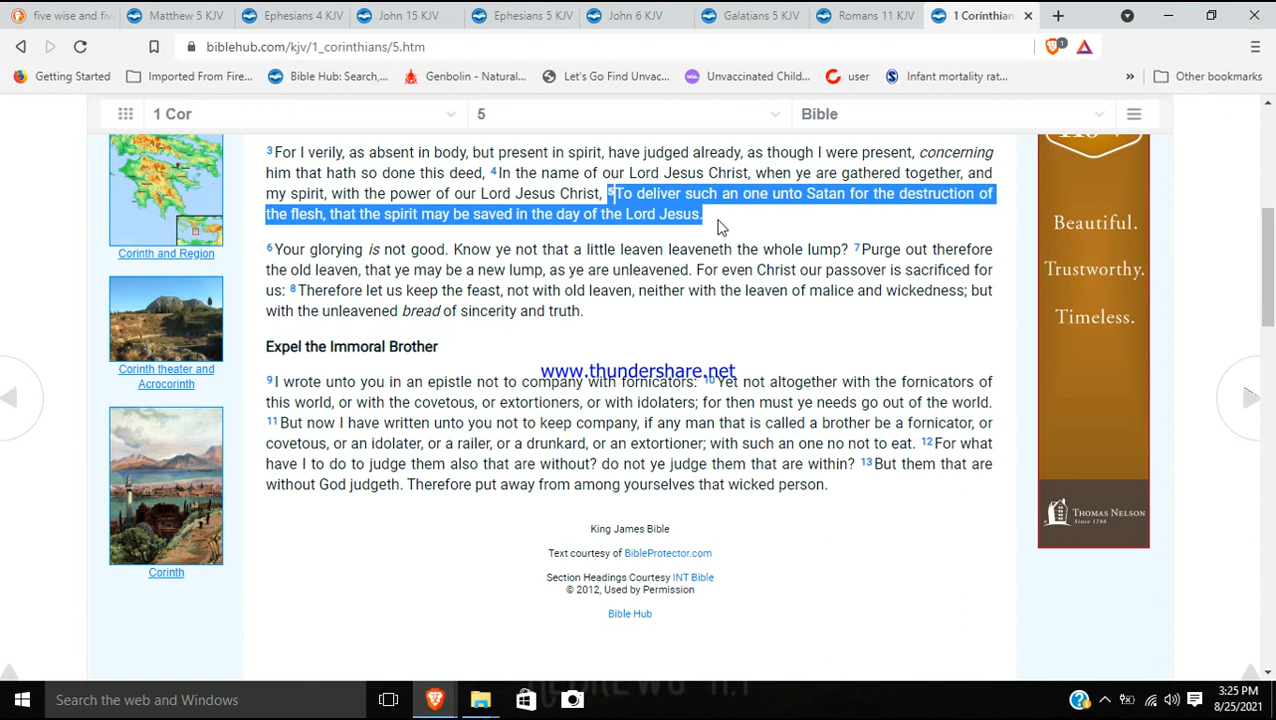 five wise and fiv
Matthew 5 KJV
Ephesians 4 KJV
John 15 KJV
Ephesians 5 KJV
John 6 KJV
Galatians 5 KJV
Romans 11 KJV
1 Corinthians
biblehub.com/kjv/1_corinthians/5.htm
1
Getting Started
Imported From Fire...
Bible Hub: Search,...
Genbolin - Natural...
Let's Go Find Unvac...
Unvaccinated Child...
user
Infant mortality rat...
»
Other bookmarks
1 Cor
5
Bible
3For I verily, as absent in body, but present in spirit, have judged already, as though I were present, concerning
him that hath so done this deed, 4In the name of our Lord Jesus Christ, when ye are gathered together, and
my spirit, with the power of our Lord Jesus Christ, 5To deliver such an one unto Satan for the destruction of
the flesh, that the spirit may be saved in the day of the Lord Jesus.
6Your glorying is not good. Know ye not that a little leaven leaveneth the whole lump? 7Purge out therefore
the old leaven, that ye may be a new lump, as ye are unleavened. For even Christ our passover is sacrificed for
us: 8Therefore let us keep the feast, not with old leaven, neither with the leaven of malice and wickedness; but
with the unleavened bread of sincerity and truth.
Expel the Immoral Brother
www.thundershare.net
9I wrote unto you in an epistle not to company with fornicators: 10Yet not altogether with the fornicators of
this world, or with the covetous, or extortioners, or with idolaters; for then must ye needs go out of the world.
11But now I have written unto you not to keep company, if any man that is called a brother be a fornicator, or
covetous, or an idolater, or a railer, or a drunkard, or an extortioner; with such an one no not to eat. 12For what
have I to do to judge them also that are without? do not ye judge them that are within? 13But them that are
without God judgeth. Therefore put away from among yourselves that wicked person.
King James Bible
Text courtesy of BibleProtector.com
Section Headings Courtesy INT Bible
© 2012, Used by Permission
Bible Hub
Corinth and Region
Corinth theater and
Acrocorinth
Corinth
Beautiful.
Trustworthy.
Timeless.
THOMAS NELSON
Since 1798
Search the web and Windows
3:25 PM
8/25/2021